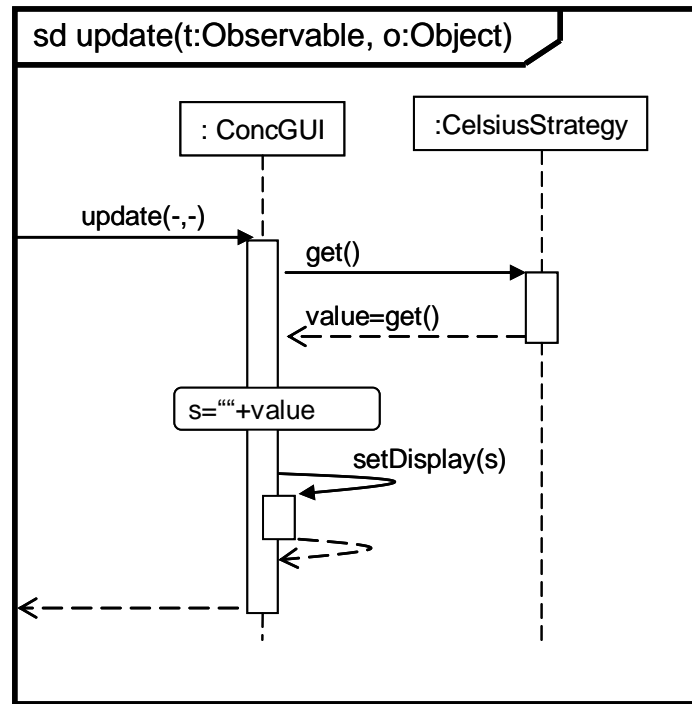 sd update(t:Observable, o:Object)
: ConcGUI
:CelsiusStrategy
update(-,-)
get()
value=get()
s=““+value
setDisplay(s)